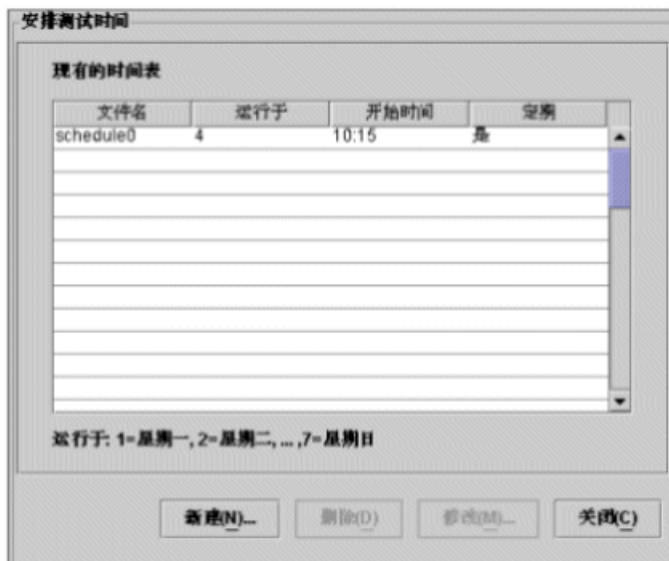 安排测试时间
现有的时间表
文件名 运行于 开始时间 定期
schedule0 4 10:15 是
运行于: 1=星期一, 2=星期二, ... ,7=星期日
新建(N)... 删除(D) 修改(M)... 关闭(C)